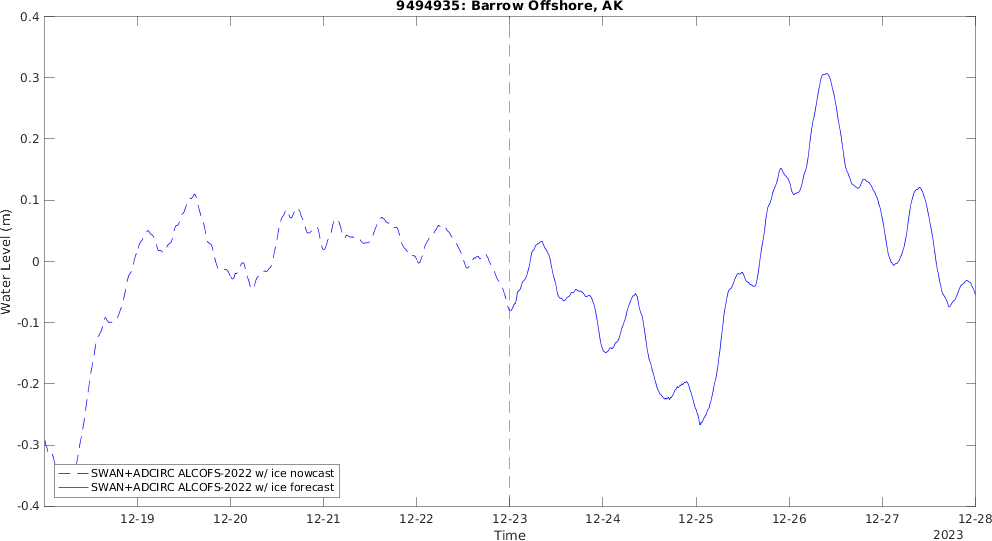 9494935: Barrow Offshore, AK
0.4
0.3
0.2
0.1
0
-0.1
-0.2
-0.3
-0.4
Water Level (m)
SWAN+ADCIRC ALCOFS-2022 w/ ice nowcast
SWAN+ADCIRC ALCOFS-2022 w/ ice forecast
12-19 12-20 12-21 12-22 12-23 12-24 12-25 12-26 12-27 12-28
Time
2023